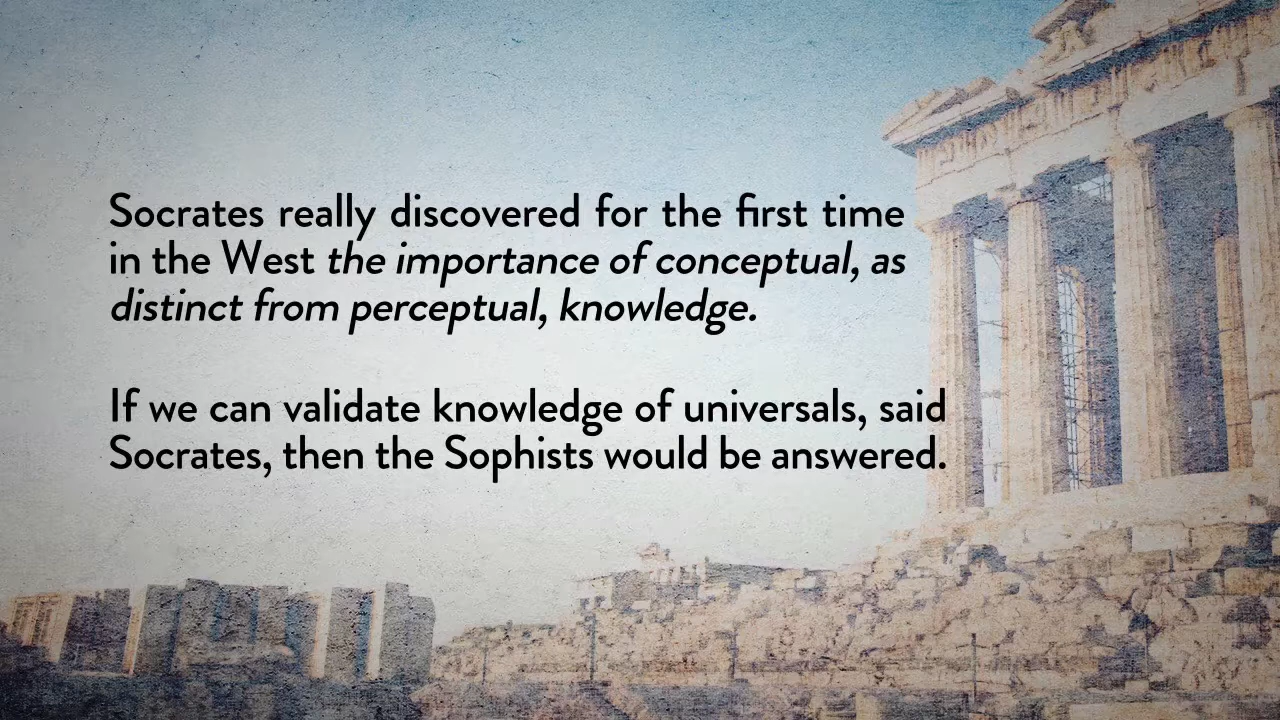 Socrates really discovered for the first time
in the West the importance of conceptual, as
distinct from perceptual, knowledge.
If we can validate knowledge of universals, said
Socrates, then the Sophists would be answered.